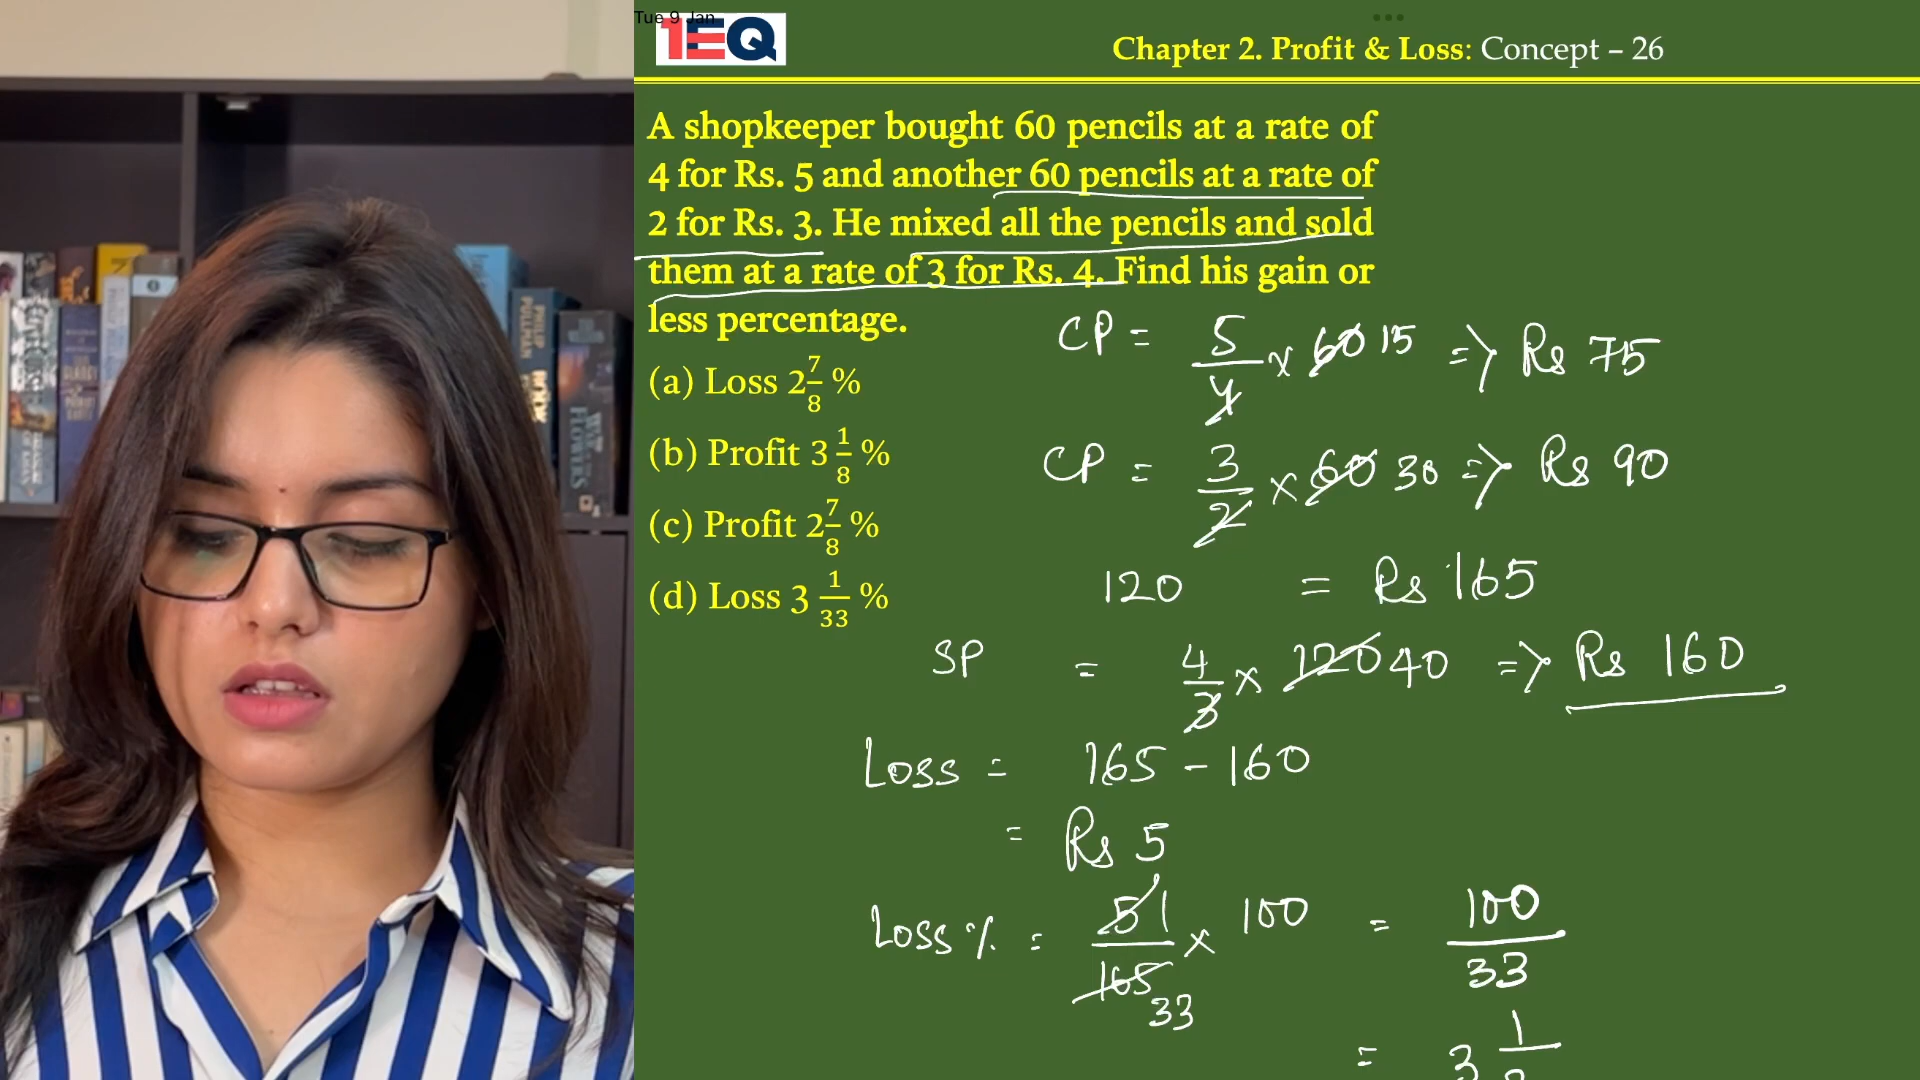 Tue 9 Jan
1EQ
Chapter 2. Profit & Loss: Concept – 26
A shopkeeper bought 60 pencils at a rate of
4 for Rs. 5 and another 60 pencils at a rate of
2 for Rs. 3. He mixed all the pencils and sold
them at a rate of 3 for Rs. 4. Find his gain or
less percentage.
(a) Loss 2 7/8 %
(b) Profit 3 1/8 %
(c) Profit 2 7/8 %
(d) Loss 3 1/33 %
CP = 5/4 × 60 15 => Rs 75
CP = 3/2 × 60 30 => Rs 90
120 = Rs 165
SP = 4/3 × 120 40 => Rs 160
Loss = 165 - 160
= Rs 5
Loss % = 5 1/165 33 × 100 = 100/33
= 3 1
PHILIP PULLMAN
FLOWERS